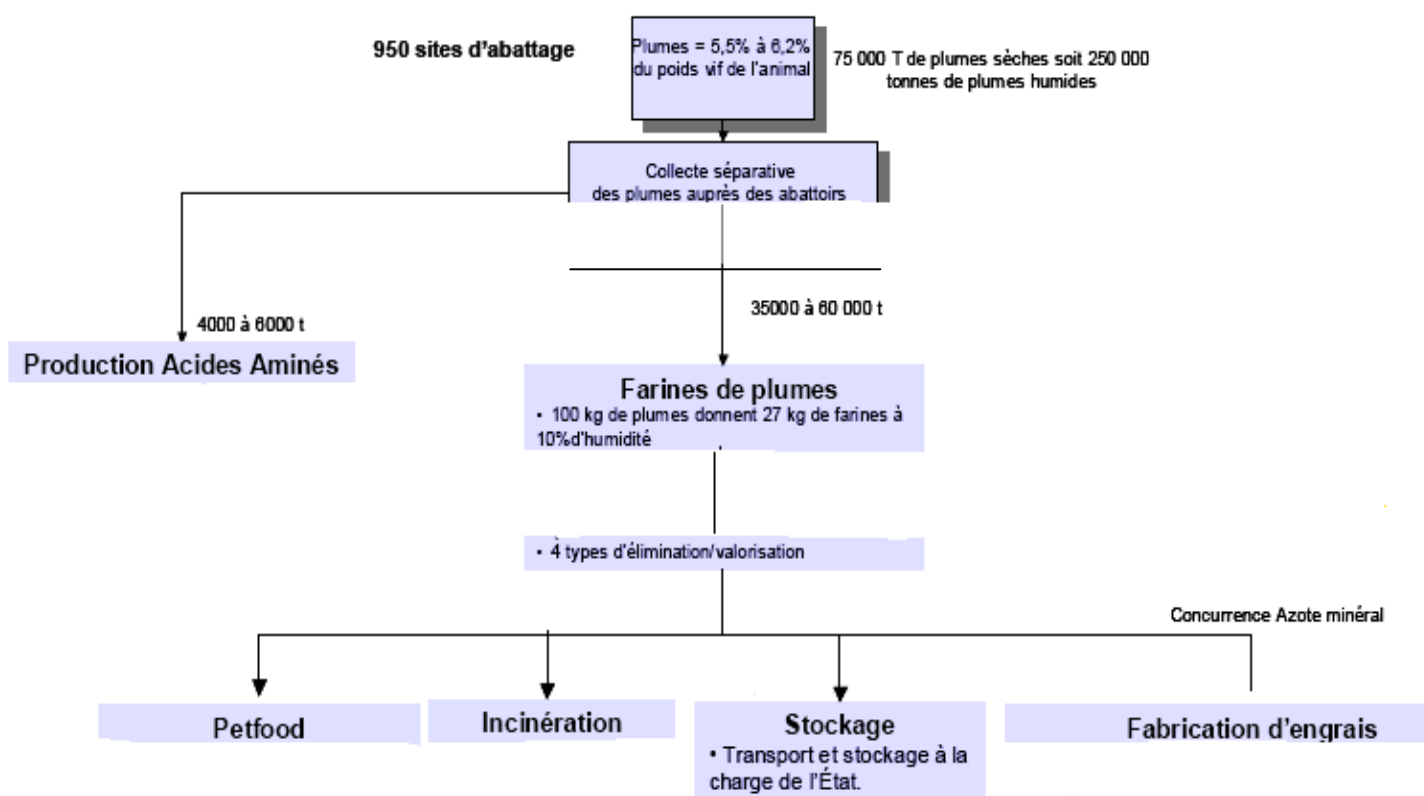 950 sites d'abattage
Plumes = 5,5% à 6,2%
du poids vif de l'animal
75 000 T de plumes sèches soit 250 000
tonnes de plumes humides
Collecte séparative
des plumes auprès des abattoirs
4000 à 6000 t
35000 à 60 000 t
Production Acides Aminés
Farines de plumes
• 100 kg de plumes donnent 27 kg de farines à
10%d'humidité
• 4 types d'élimination/valorisation
Concurrence Azote minéral
Petfood
Incinération
Stockage
• Transport et stockage à la
charge de l'État.
Fabrication d'engrais